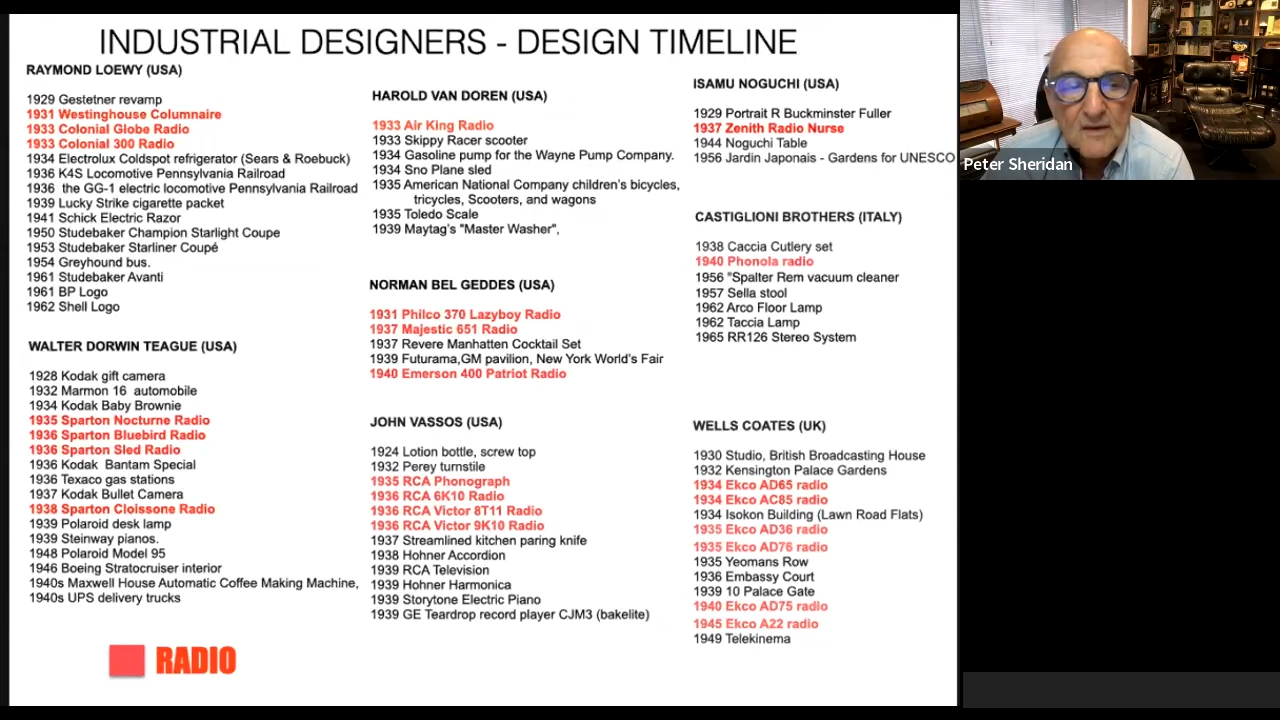 INDUSTRIAL DESIGNERS - DESIGN TIMELINE
RAYMOND LOEWY (USA)
1929 Gestetner revamp
1931 Westinghouse Columnaire
1933 Colonial Globe Radio
1933 Colonial 300 Radio
1934 Electrolux Coldspot refrigerator (Sears & Roebuck)
1936 K4S Locomotive Pennsylvania Railroad
1936 the GG-1 electric locomotive Pennsylvania Railroad
1939 Lucky Strike cigarette packet
1941 Schick Electric Razor
1950 Studebaker Champion Starlight Coupe
1953 Studebaker Starliner Coupé
1954 Greyhound bus.
1961 Studebaker Avanti
1961 BP Logo
1962 Shell Logo
WALTER DORWIN TEAGUE (USA)
1928 Kodak gift camera
1932 Marmon 16 automobile
1934 Kodak Baby Brownie
1935 Sparton Nocturne Radio
1936 Sparton Bluebird Radio
1936 Sparton Sled Radio
1936 Kodak Bantam Special
1936 Texaco gas stations
1937 Kodak Bullet Camera
1938 Sparton Cloissone Radio
1939 Polaroid desk lamp
1939 Steinway pianos.
1948 Polaroid Model 95
1946 Boeing Stratocruiser interior
1940s Maxwell House Automatic Coffee Making Machine,
1940s UPS delivery trucks
RADIO
HAROLD VAN DOREN (USA)
1933 Air King Radio
1933 Skippy Racer scooter
1934 Gasoline pump for the Wayne Pump Company.
1934 Sno Plane sled
1935 American National Company children's bicycles,
tricycles, Scooters, and wagons
1935 Toledo Scale
1939 Maytag's "Master Washer",
NORMAN BEL GEDDES (USA)
1931 Philco 370 Lazyboy Radio
1937 Majestic 651 Radio
1937 Revere Manhatten Cocktail Set
1939 Futurama,GM pavilion, New York World's Fair
1940 Emerson 400 Patriot Radio
JOHN VASSOS (USA)
1924 Lotion bottle, screw top
1932 Perey turnstile
1935 RCA Phonograph
1936 RCA 6K10 Radio
1936 RCA Victor 8T11 Radio
1936 RCA Victor 9K10 Radio
1937 Streamlined kitchen paring knife
1938 Hohner Accordion
1939 RCA Television
1939 Hohner Harmonica
1939 Storytone Electric Piano
1939 GE Teardrop record player CJM3 (bakelite)
ISAMU NOGUCHI (USA)
1929 Portrait R Buckminster Fuller
1937 Zenith Radio Nurse
1944 Noguchi Table
1956 Jardin Japonais - Gardens for UNESCO
CASTIGLIONI BROTHERS (ITALY)
1938 Caccia Cutlery set
1940 Phonola radio
1956 "Spalter Rem vacuum cleaner
1957 Sella stool
1962 Arco Floor Lamp
1962 Taccia Lamp
1965 RR126 Stereo System
WELLS COATES (UK)
1930 Studio, British Broadcasting House
1932 Kensington Palace Gardens
1934 Ekco AD65 radio
1934 Ekco AC85 radio
1934 Isokon Building (Lawn Road Flats)
1935 Ekco AD36 radio
1935 Ekco AD76 radio
1935 Yeomans Row
1936 Embassy Court
1939 10 Palace Gate
1940 Ekco AD75 radio
1945 Ekco A22 radio
1949 Telekinema
Peter Sheridan